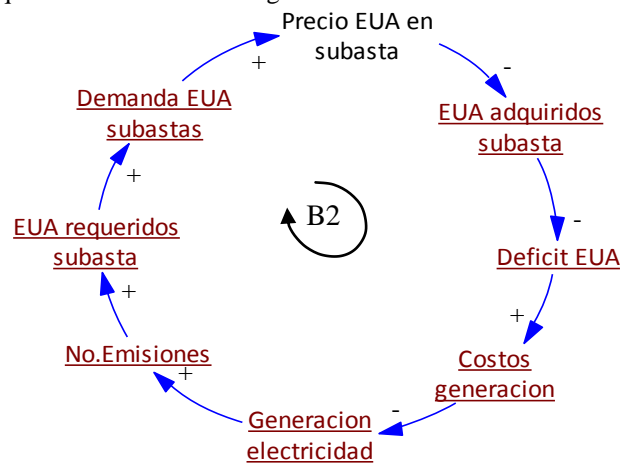 Precio EUA en
subasta
+
-
Demanda EUA
subastas
EUA adquiridos
subasta
+
B2
-
EUA requeridos
subasta
Deficit EUA
+
+
No.Emisiones
Costos
generacion
+
-
Generacion
electricidad